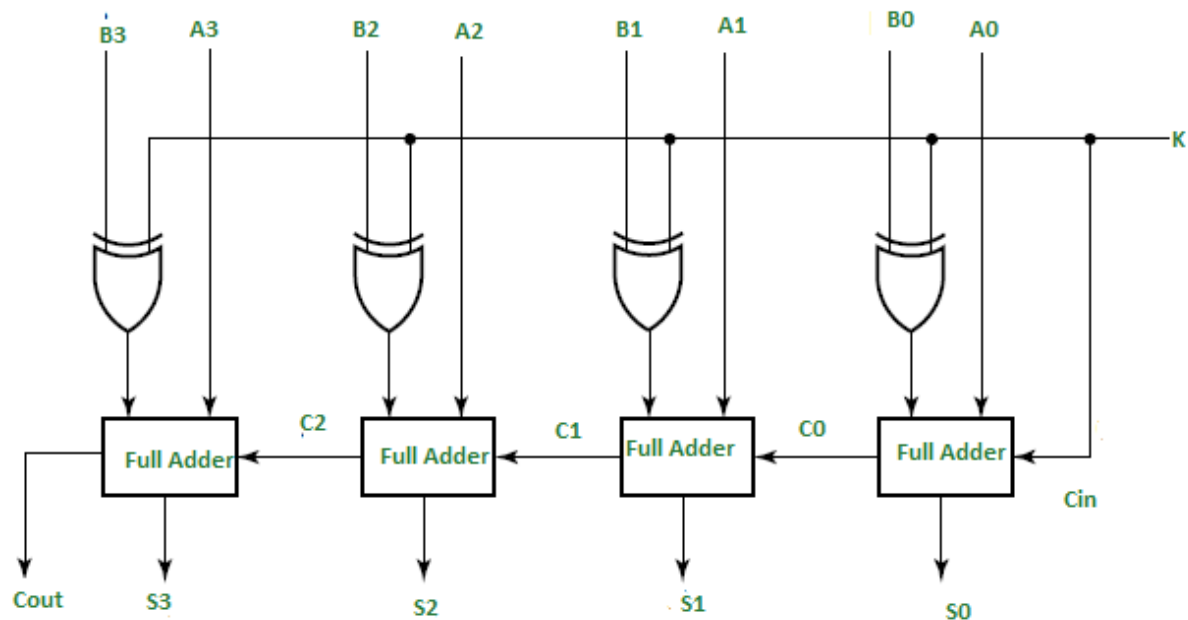 B3 A3 B2 A2 B1 A1 B0 A0
K
C2 C1 C0
Full Adder Full Adder Full Adder Full Adder
Cin
Cout S3 S2 S1 S0